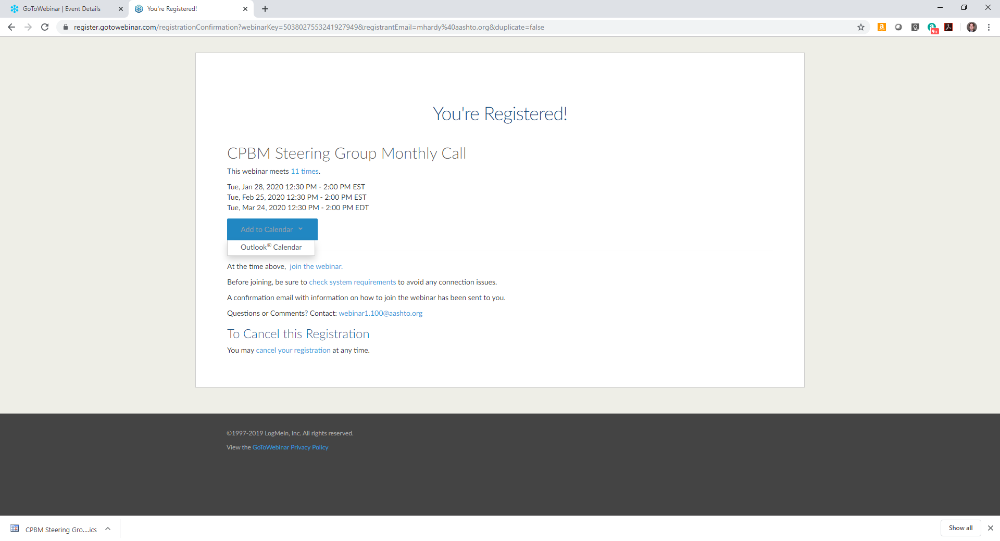 GoToWebinar | Event Details
You're Registered!
register.gotowebinar.com/registrationConfirmation?webinarKey=5038027553241927949&registrantEmail=mhardy%40aashto.org&duplicate=false
9+
You're Registered!
CPBM Steering Group Monthly Call
This webinar meets 11 times.
Tue, Jan 28, 2020 12:30 PM - 2:00 PM EST
Tue, Feb 25, 2020 12:30 PM - 2:00 PM EST
Tue, Mar 24, 2020 12:30 PM - 2:00 PM EDT
Add to Calendar
Outlook® Calendar
At the time above, join the webinar.
Before joining, be sure to check system requirements to avoid any connection issues.
A confirmation email with information on how to join the webinar has been sent to you.
Questions or Comments? Contact: webinar1.100@aashto.org
To Cancel this Registration
You may cancel your registration at any time.
©1997-2019 LogMeIn, Inc. All rights reserved.
View the GoToWebinar Privacy Policy
CPBM Steering Gro....ics
Show all